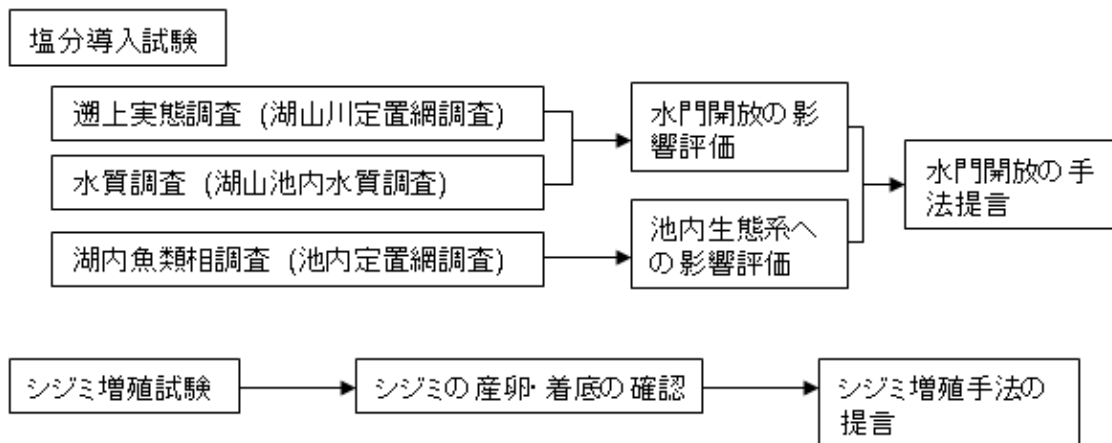 塩分導入試験
遡上実態調査 (湖山川定置網調査)
水質調査 (湖山池内水質調査)
湖内魚類相調査 (池内定置網調査)
水門開放の影
響評価
池内生態系へ
の影響評価
水門開放の手
法提言
シジミ増殖試験
シジミの産卵・着底の確認
シジミ増殖手法の
提言